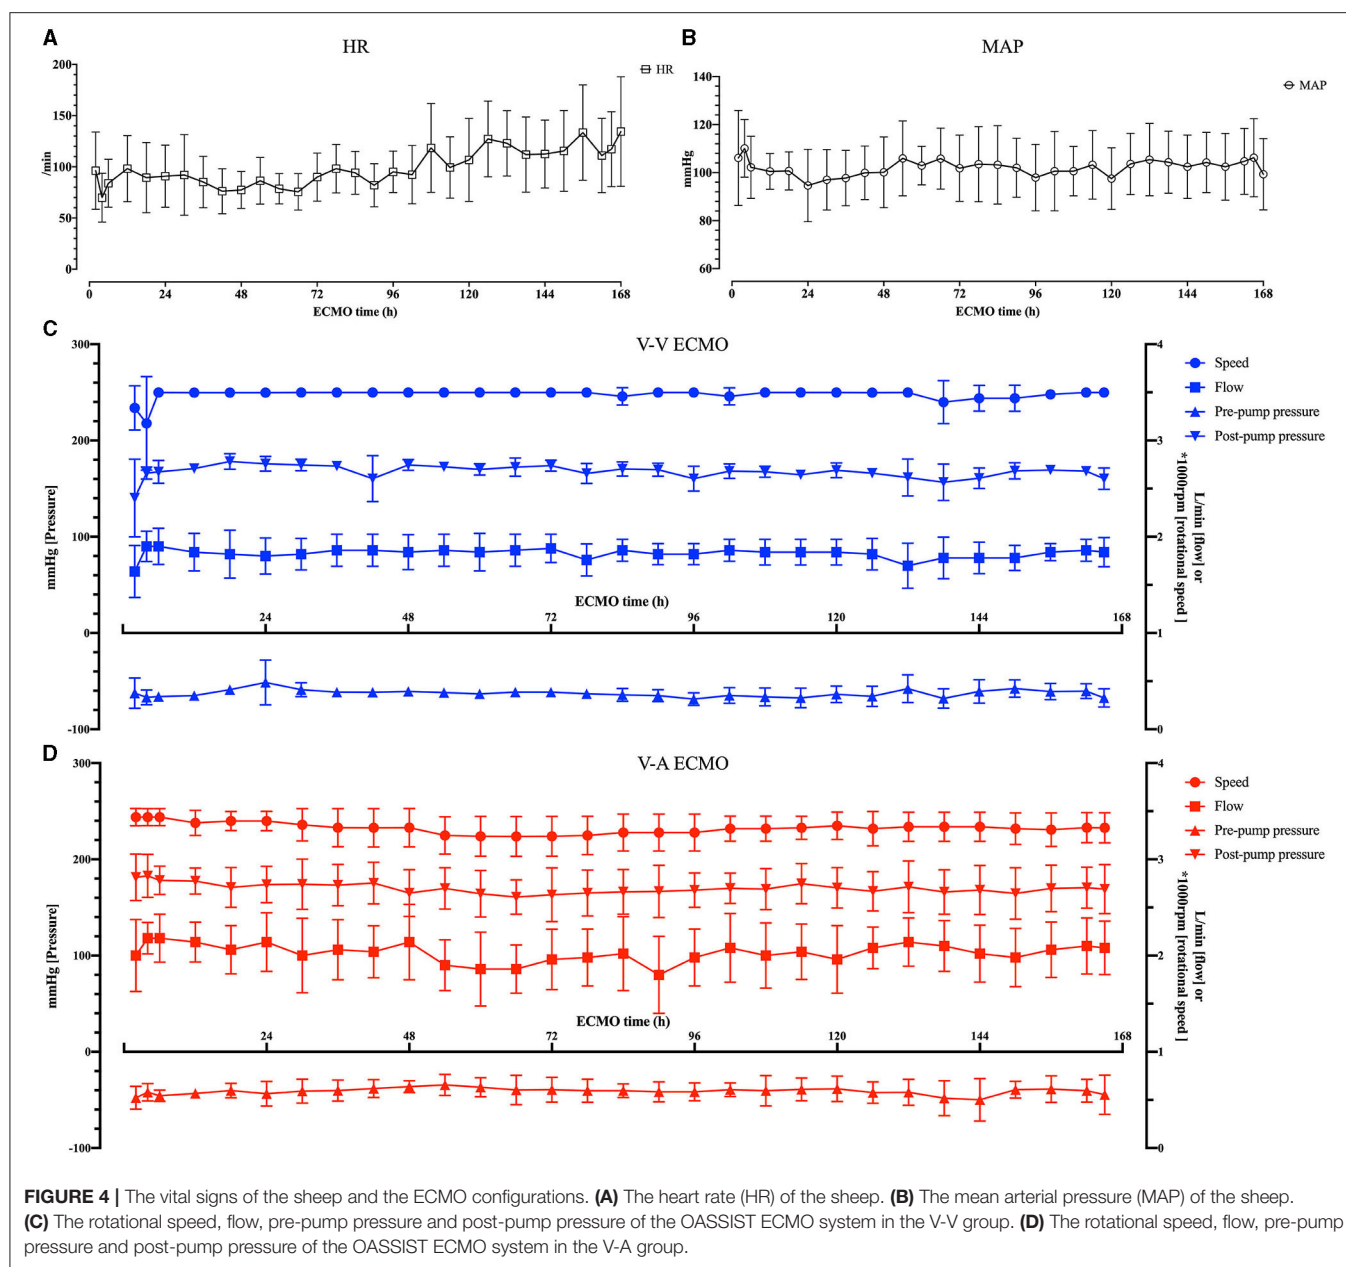 A
HR
HR
/min
200
150
100
50
0
0 24 48 72 96 120 144 168
ECMO time (h)
B
MAP
MAP
mmHg
140
120
100
80
60
0 24 48 72 96 120 144 168
ECMO time (h)
C
V-V ECMO
mmHg [Pressure]
300
200
100
0
-100
ECMO time (h)
24 48 72 96 120 144 168
4
3
2
1
0
L/min [flow] or
*1000rpm [rotational speed ]
Speed
Flow
Pre-pump pressure
Post-pump pressure
D
V-A ECMO
mmHg [Pressure]
300
200
100
0
-100
ECMO time (h)
24 48 72 96 120 144 168
4
3
2
1
0
L/min [flow] or
*1000rpm [rotational speed ]
Speed
Flow
Pre-pump pressure
Post-pump pressure
FIGURE 4 | The vital signs of the sheep and the ECMO configurations. (A) The heart rate (HR) of the sheep. (B) The mean arterial pressure (MAP) of the sheep.
(C) The rotational speed, flow, pre-pump pressure and post-pump pressure of the OASSIST ECMO system in the V-V group. (D) The rotational speed, flow, pre-pump
pressure and post-pump pressure of the OASSIST ECMO system in the V-A group.